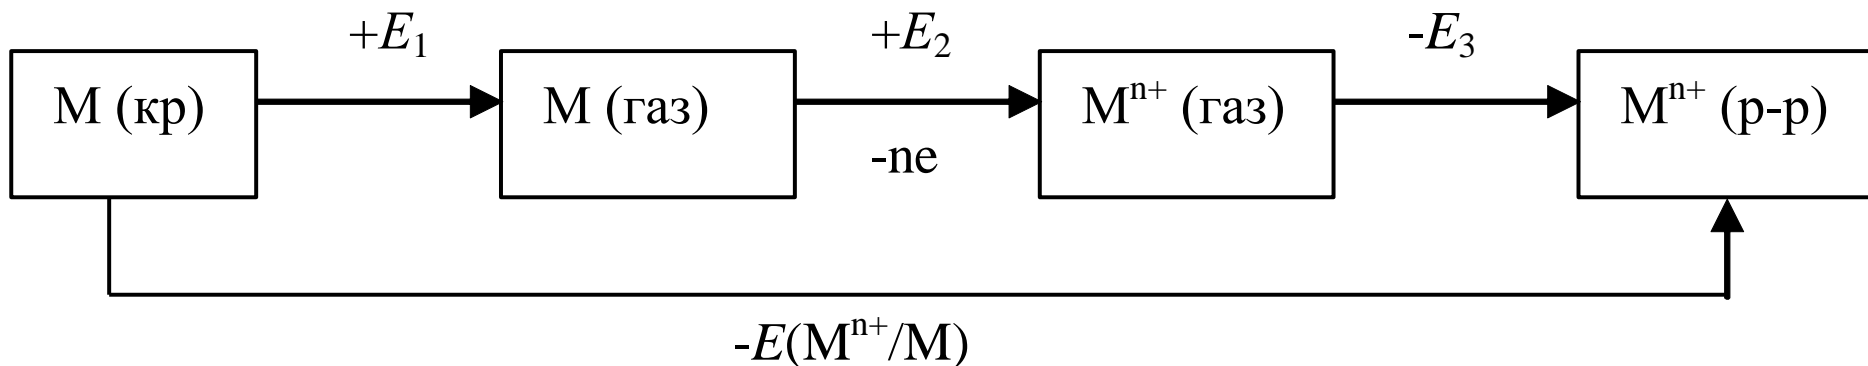 +E₁
+E₂
-E₃
M (кр)
M (газ)
Mⁿ⁺ (газ)
Mⁿ⁺ (р-р)
-ne
-E(Mⁿ⁺/M)